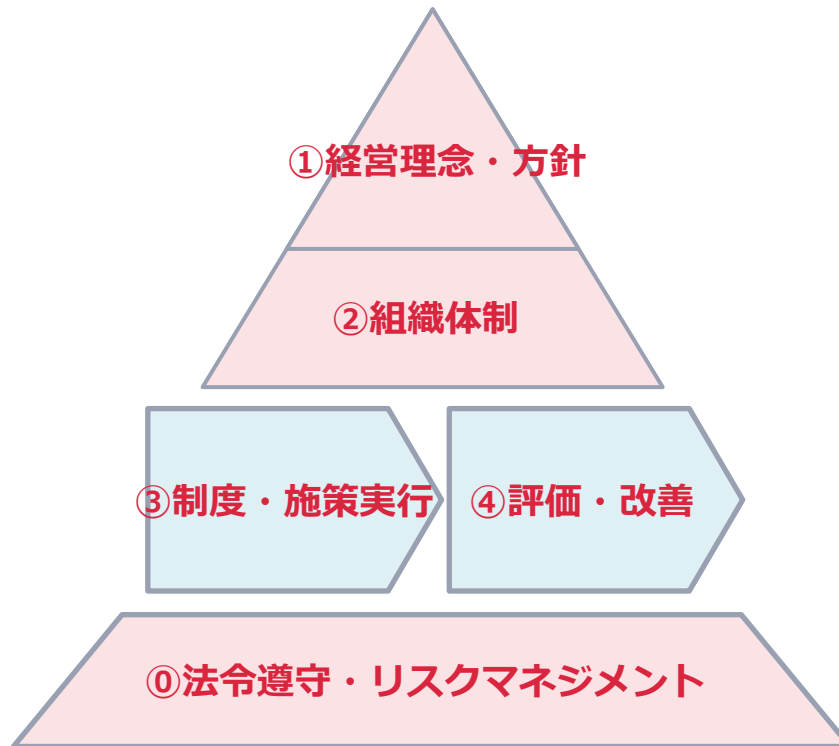 ①経営理念・方針
②組織体制
③制度・施策実行
④評価・改善
⓪法令遵守・リスクマネジメント